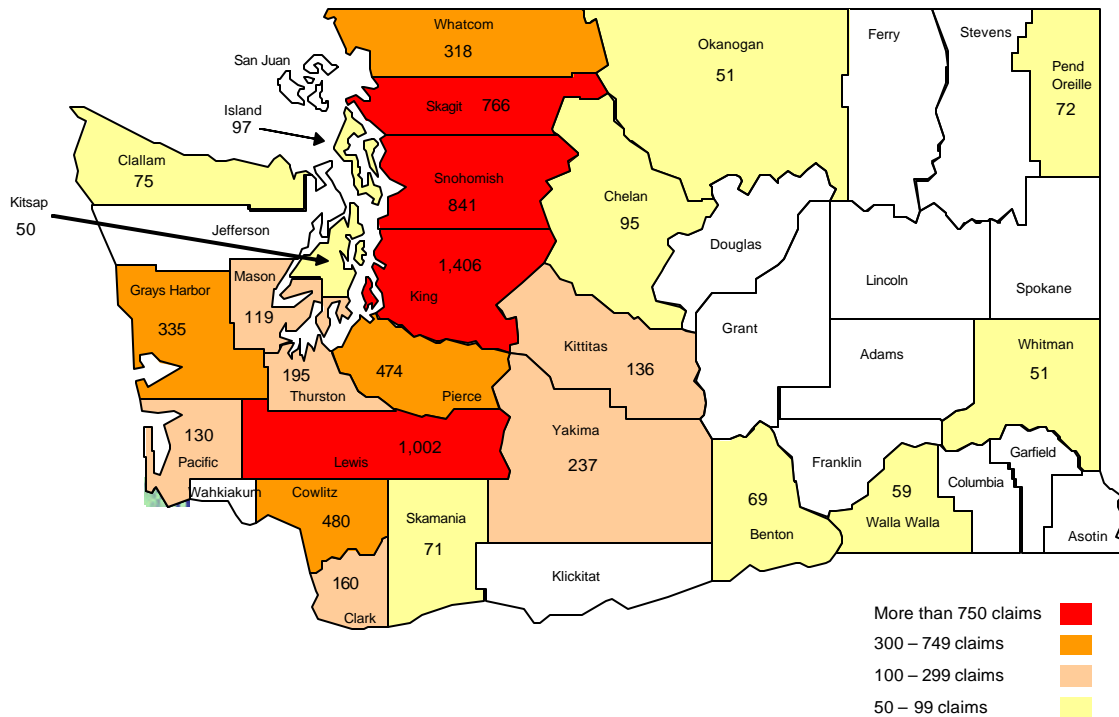 Whatcom
318
San Juan
Skagit 766
Island
97
Okanogan
51
Ferry
Stevens
Pend
Oreille
72
Clallam
75
Snohomish
841
Chelan
95
Kitsap
50
Jefferson
Douglas
1,406
King
Mason
119
Grays Harbor
335
Lincoln
Spokane
Grant
Kittitas
136
Adams
Whitman
51
195
Thurston
474
Pierce
130
Pacific
1,002
Lewis
Yakima
237
Franklin
Garfield
Columbia
Asotin
Wahkiakum
Cowlitz
480
Skamania
71
69
Benton
59
Walla Walla
Klickitat
160
Clark
More than 750 claims
300 – 749 claims
100 – 299 claims
50 – 99 claims